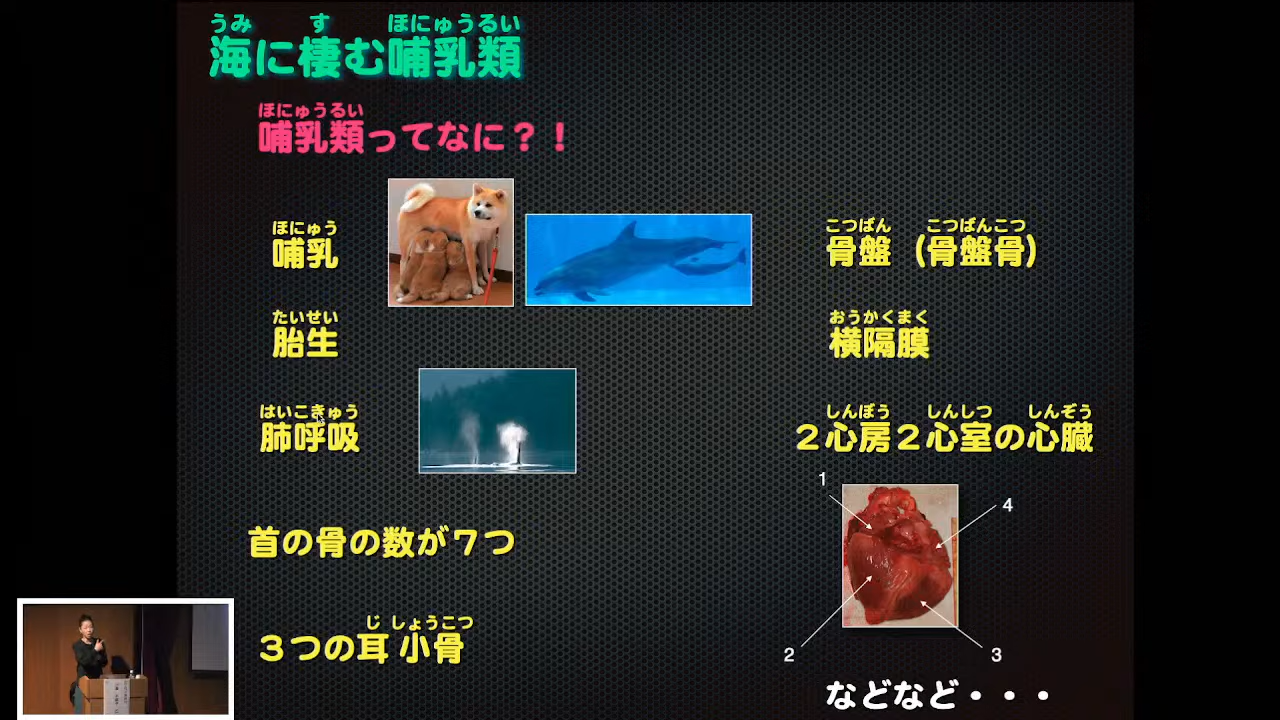 うみ す ほにゅうるい
海に棲む哺乳類
ほにゅうるい
哺乳類ってなに？！
ほにゅう
哺乳
たいせい
胎生
はいこきゅう
肺呼吸
首の骨の数が７つ
じ しょうこつ
３つの耳小骨
こつばん こつばんこつ
骨盤（骨盤骨）
おうかくまく
横隔膜
しんぼう しんしつ しんぞう
２心房２心室の心臓
1
4
2
3
などなど・・・